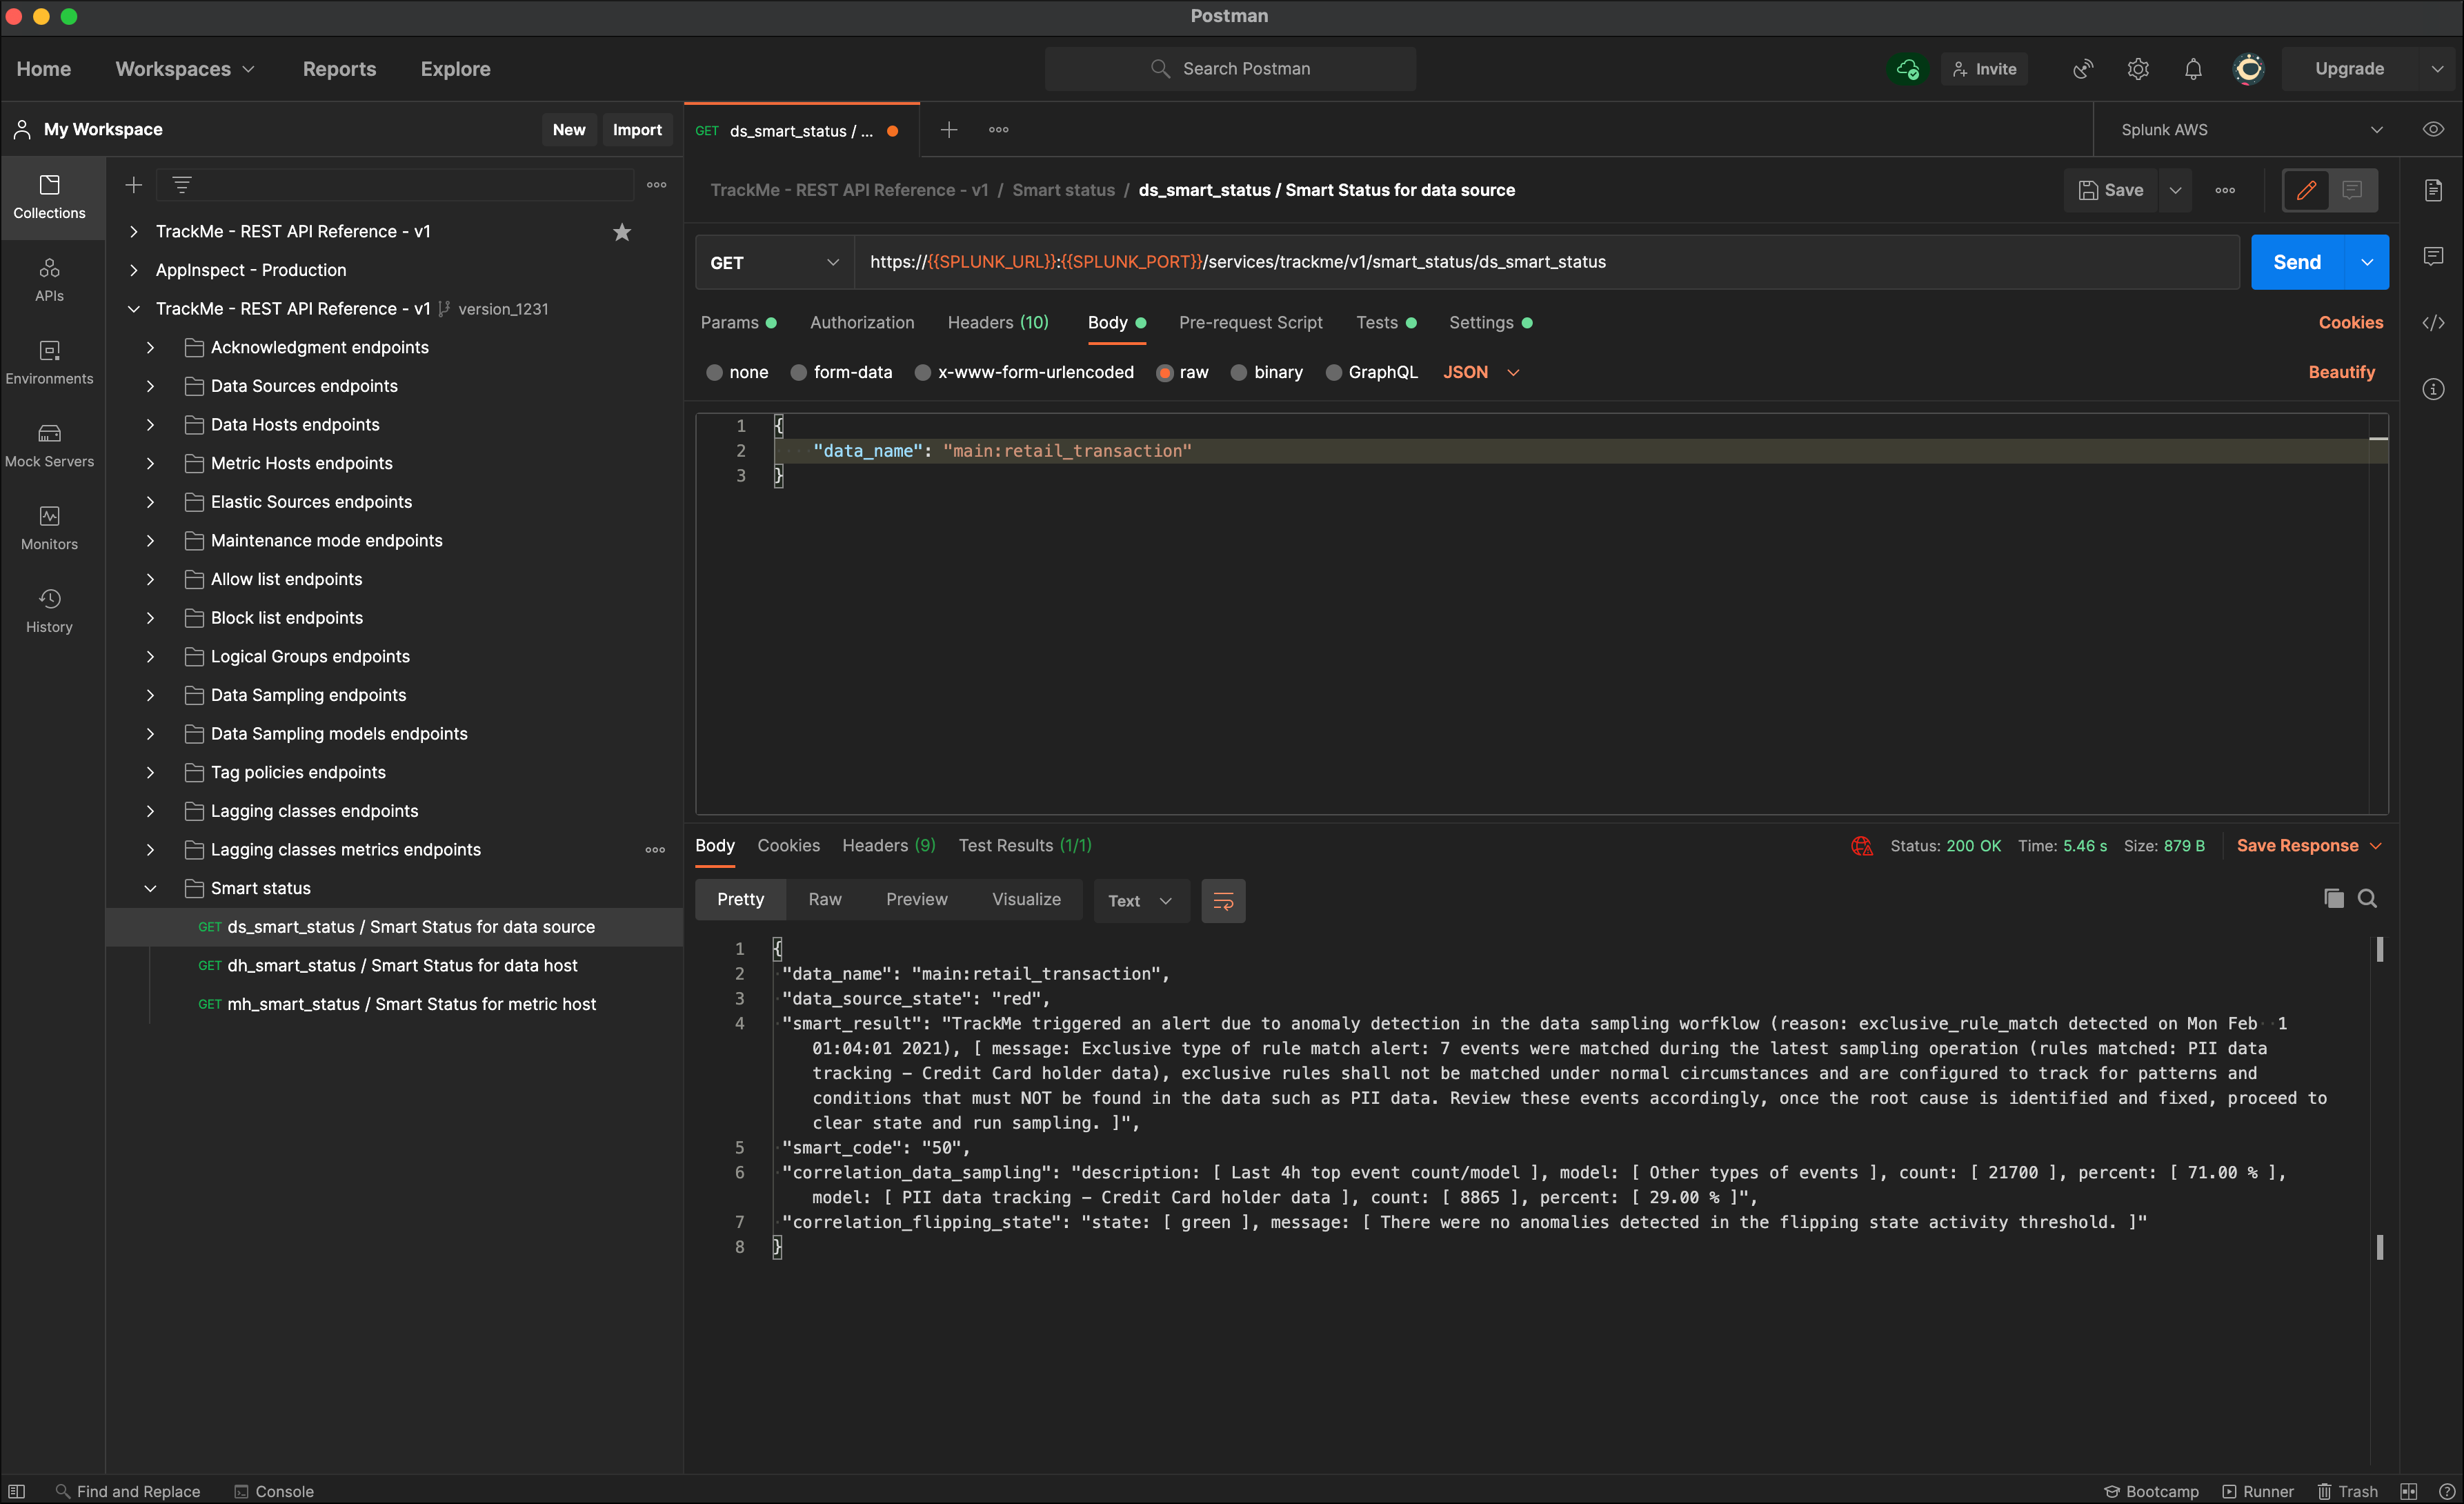 Postman
Home
Workspaces
Reports
Explore
Search Postman
Invite
Upgrade
My Workspace
New
Import
GET ds_smart_status / ...
Splunk AWS
Collections
APIs
Environments
Mock Servers
Monitors
History
TrackMe - REST API Reference - v1
AppInspect - Production
TrackMe - REST API Reference - v1 version_1231
Acknowledgment endpoints
Data Sources endpoints
Data Hosts endpoints
Metric Hosts endpoints
Elastic Sources endpoints
Maintenance mode endpoints
Allow list endpoints
Block list endpoints
Logical Groups endpoints
Data Sampling endpoints
Data Sampling models endpoints
Tag policies endpoints
Lagging classes endpoints
Lagging classes metrics endpoints
Smart status
GET ds_smart_status / Smart Status for data source
GET dh_smart_status / Smart Status for data host
GET mh_smart_status / Smart Status for metric host
TrackMe - REST API Reference - v1 / Smart status / ds_smart_status / Smart Status for data source
Save
GET
https://{{SPLUNK_URL}}:{{SPLUNK_PORT}}/services/trackme/v1/smart_status/ds_smart_status
Send
Params
Authorization
Headers (10)
Body
Pre-request Script
Tests
Settings
Cookies
none
form-data
x-www-form-urlencoded
raw
binary
GraphQL
JSON
Beautify
1 {
2 "data_name": "main:retail_transaction"
3 }
Body
Cookies
Headers (9)
Test Results (1/1)
Status: 200 OK
Time: 5.46 s
Size: 879 B
Save Response
Pretty
Raw
Preview
Visualize
Text
1 {
2 "data_name": "main:retail_transaction",
3 "data_source_state": "red",
4 "smart_result": "TrackMe triggered an alert due to anomaly detection in the data sampling worfklow (reason: exclusive_rule_match detected on Mon Feb  1
01:04:01 2021), [ message: Exclusive type of rule match alert: 7 events were matched during the latest sampling operation (rules matched: PII data
tracking - Credit Card holder data), exclusive rules shall not be matched under normal circumstances and are configured to track for patterns and
conditions that must NOT be found in the data such as PII data. Review these events accordingly, once the root cause is identified and fixed, proceed to
clear state and run sampling. ]",
5 "smart_code": "50",
6 "correlation_data_sampling": "description: [ Last 4h top event count/model ], model: [ Other types of events ], count: [ 21700 ], percent: [ 71.00 % ],
model: [ PII data tracking - Credit Card holder data ], count: [ 8865 ], percent: [ 29.00 % ]",
7 "correlation_flipping_state": "state: [ green ], message: [ There were no anomalies detected in the flipping state activity threshold. ]"
8 }
Find and Replace
Console
Bootcamp
Runner
Trash